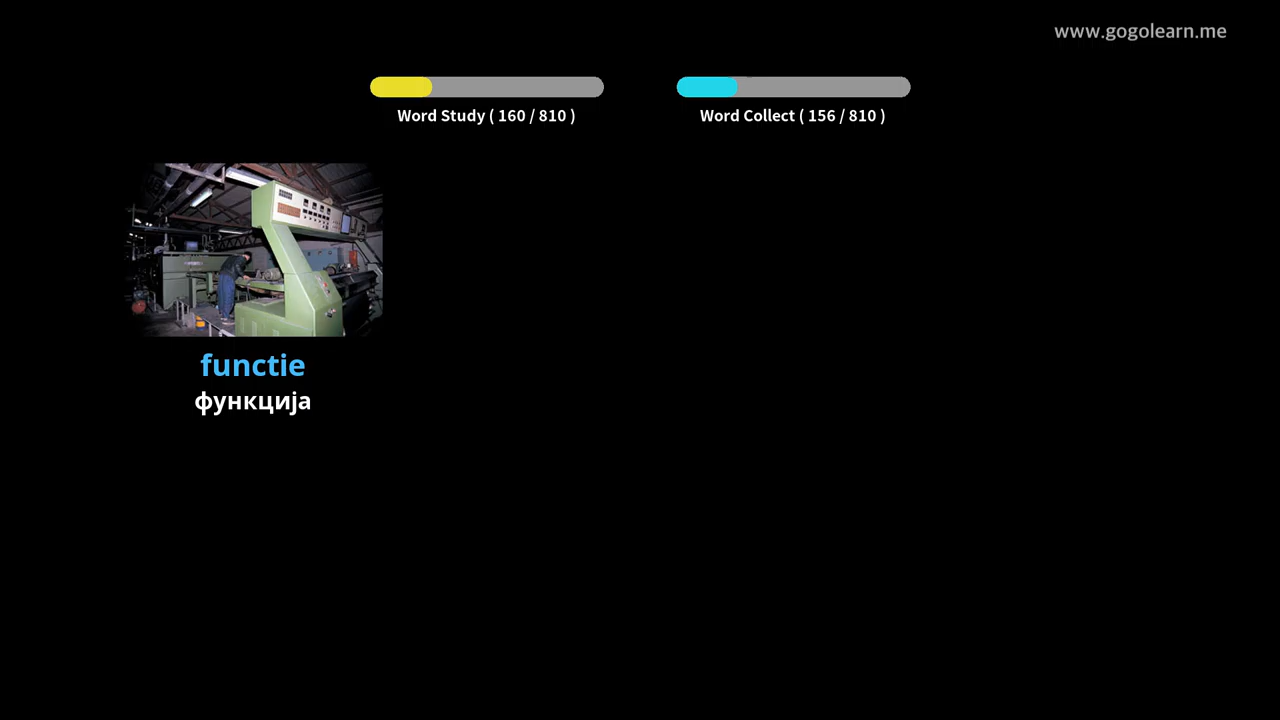 www.gogolearn.me
Word Study ( 160 / 810 )
Word Collect ( 156 / 810 )
functie
функција